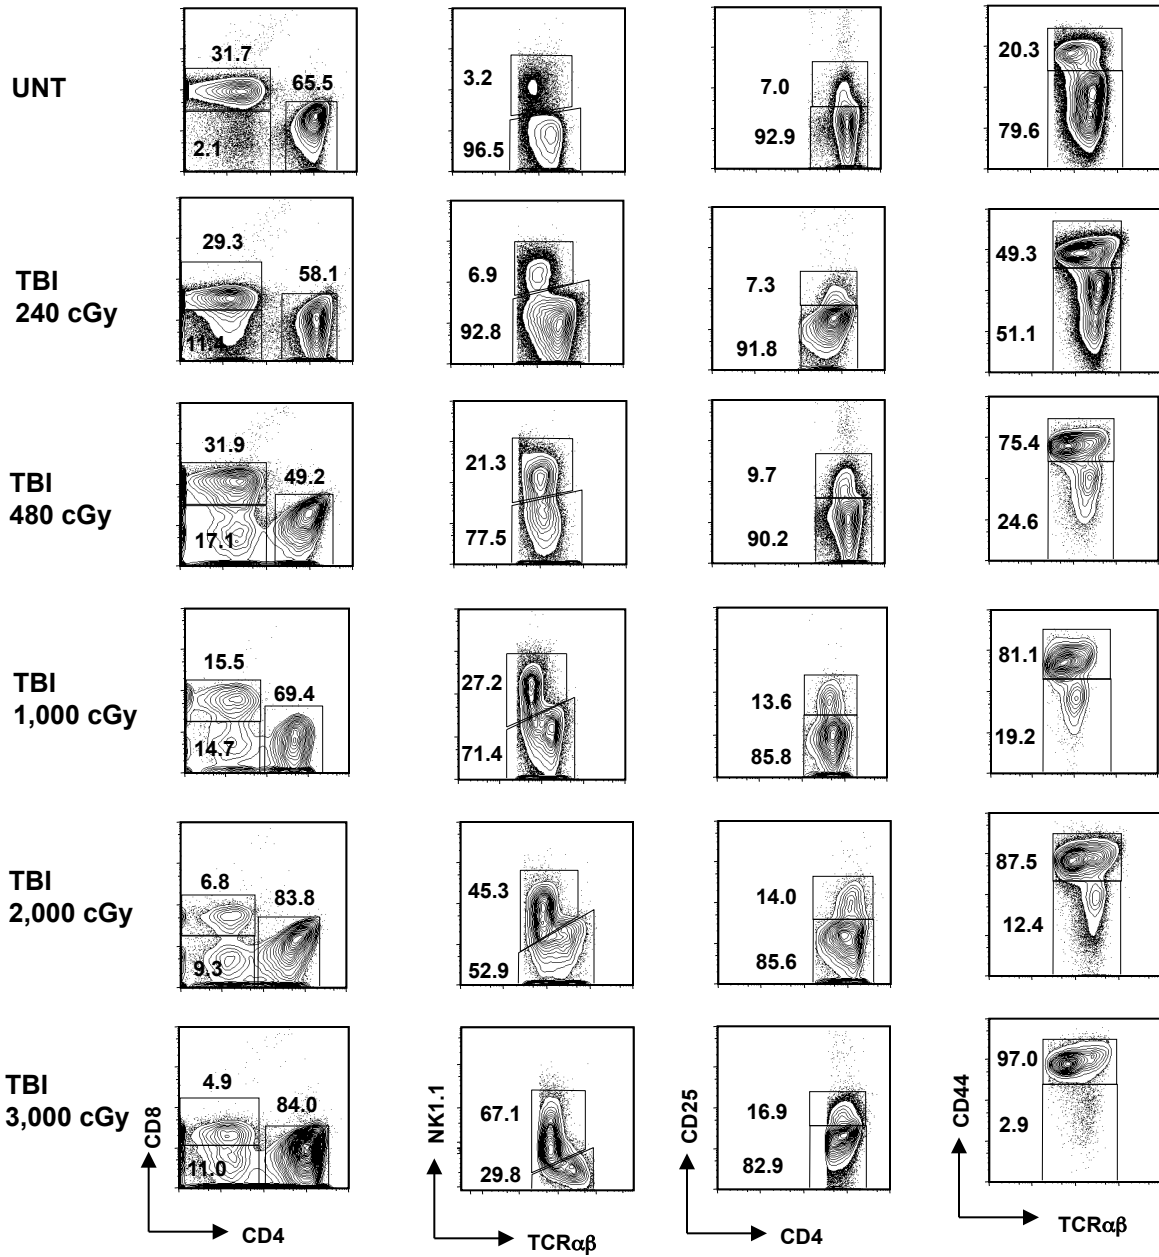 UNT
31.7
65.5
2.1
3.2
96.5
7.0
92.9
20.3
79.6
TBI
240 cGy
29.3
58.1
11.4
6.9
92.8
7.3
91.8
49.3
51.1
TBI
480 cGy
31.9
49.2
17.1
21.3
77.5
9.7
90.2
75.4
24.6
TBI
1,000 cGy
15.5
69.4
14.7
27.2
71.4
13.6
85.8
81.1
19.2
TBI
2,000 cGy
6.8
83.8
9.3
45.3
52.9
14.0
85.6
87.5
12.4
TBI
3,000 cGy
4.9
84.0
11.0
67.1
29.8
16.9
82.9
97.0
2.9
CD8
CD4
NK1.1
TCRαβ
CD25
CD4
CD44
TCRαβ